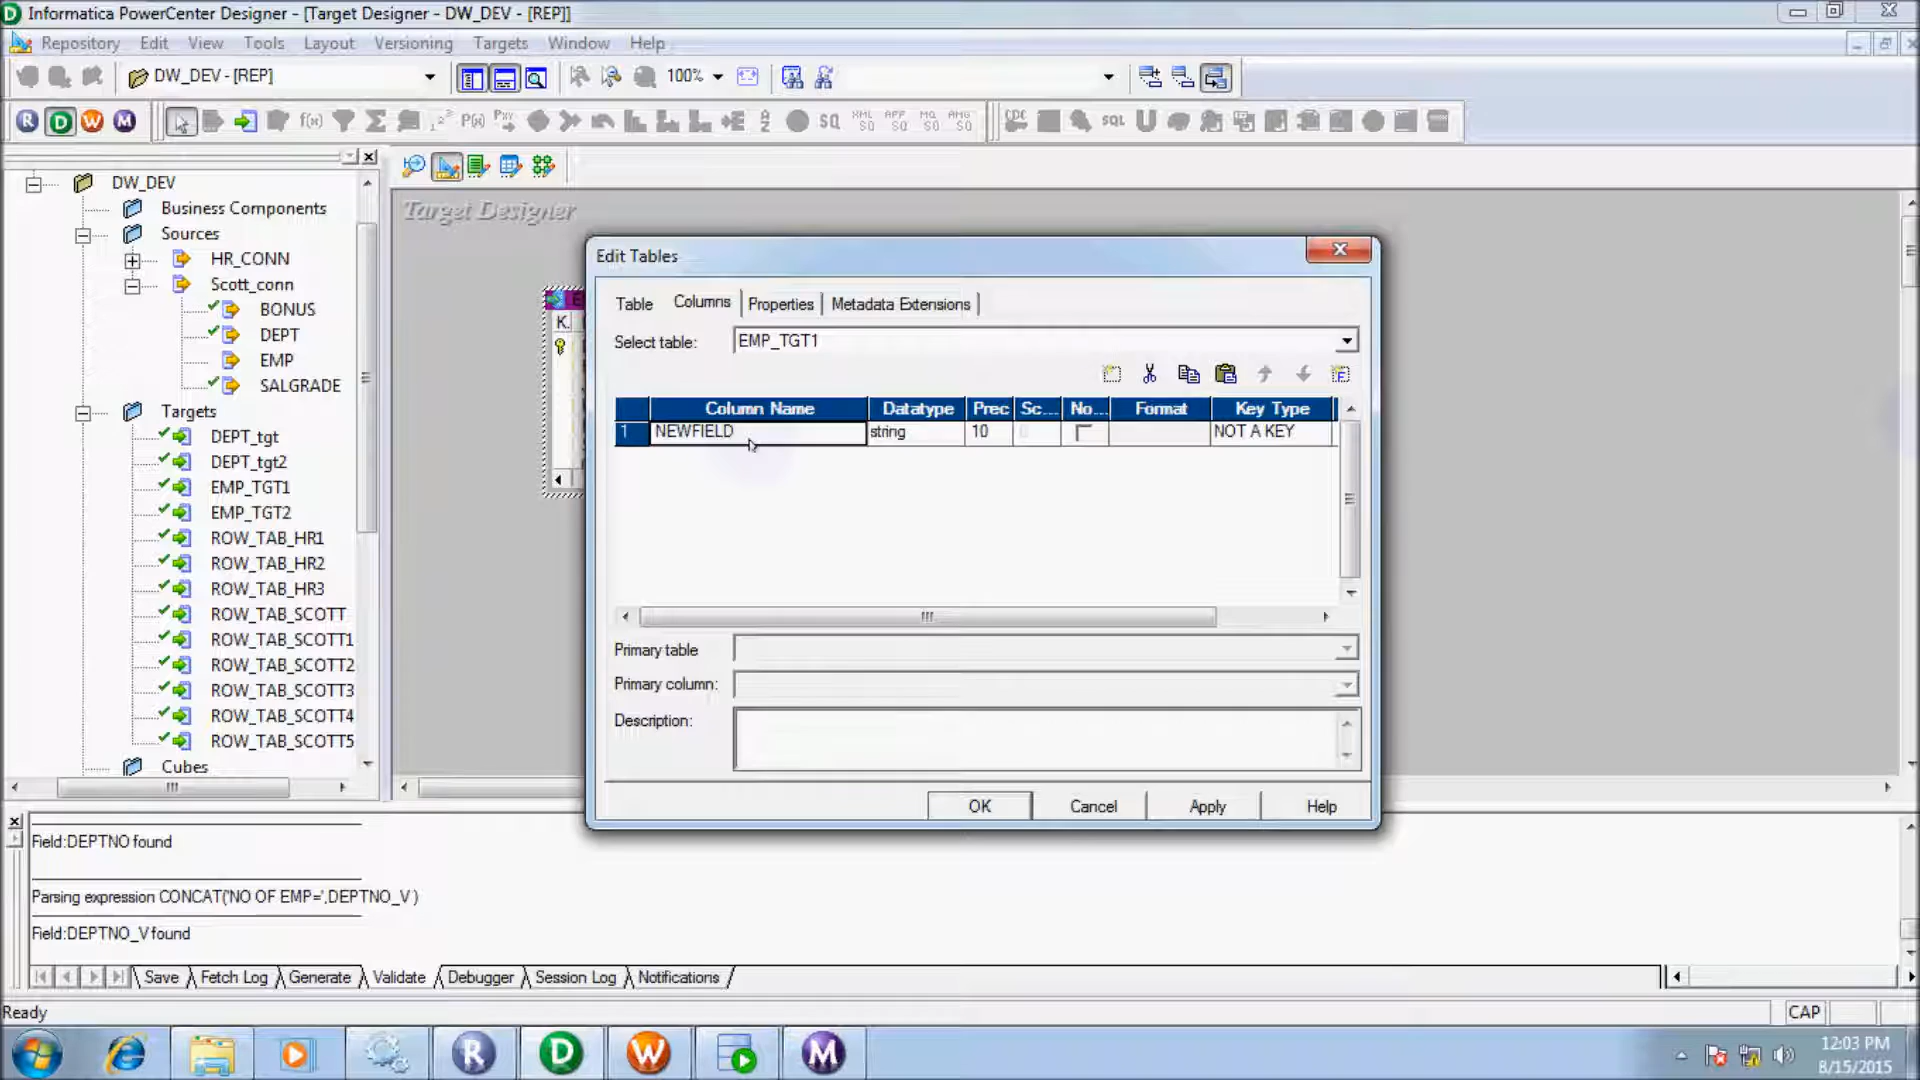 Informatica PowerCenter Designer - [Target Designer - DW_DEV - [REP]]
Repository Edit View Tools Layout Versioning Targets Window Help
DW_DEV - [REP]
100%
Target Designer
DW_DEV
Business Components
Sources
HR_CONN
Scott_conn
BONUS
DEPT
EMP
SALGRADE
Targets
DEPT_tgt
DEPT_tgt2
EMP_TGT1
EMP_TGT2
ROW_TAB_HR1
ROW_TAB_HR2
ROW_TAB_HR3
ROW_TAB_SCOTT
ROW_TAB_SCOTT1
ROW_TAB_SCOTT2
ROW_TAB_SCOTT3
ROW_TAB_SCOTT4
ROW_TAB_SCOTT5
Cubes
K.
Edit Tables
Table Columns Properties Metadata Extensions
Select table: EMP_TGT1
Column Name Datatype Prec Sc... No... Format Key Type
1 NEWFIELD string 10 NOT A KEY
Primary table
Primary column:
Description:
OK Cancel Apply Help
Field:DEPTNO found
Parsing expression CONCAT('NO OF EMP=',DEPTNO_V )
Field:DEPTNO_V found
Save Fetch Log Generate Validate Debugger Session Log Notifications
Ready
CAP
12:03 PM
8/15/2015